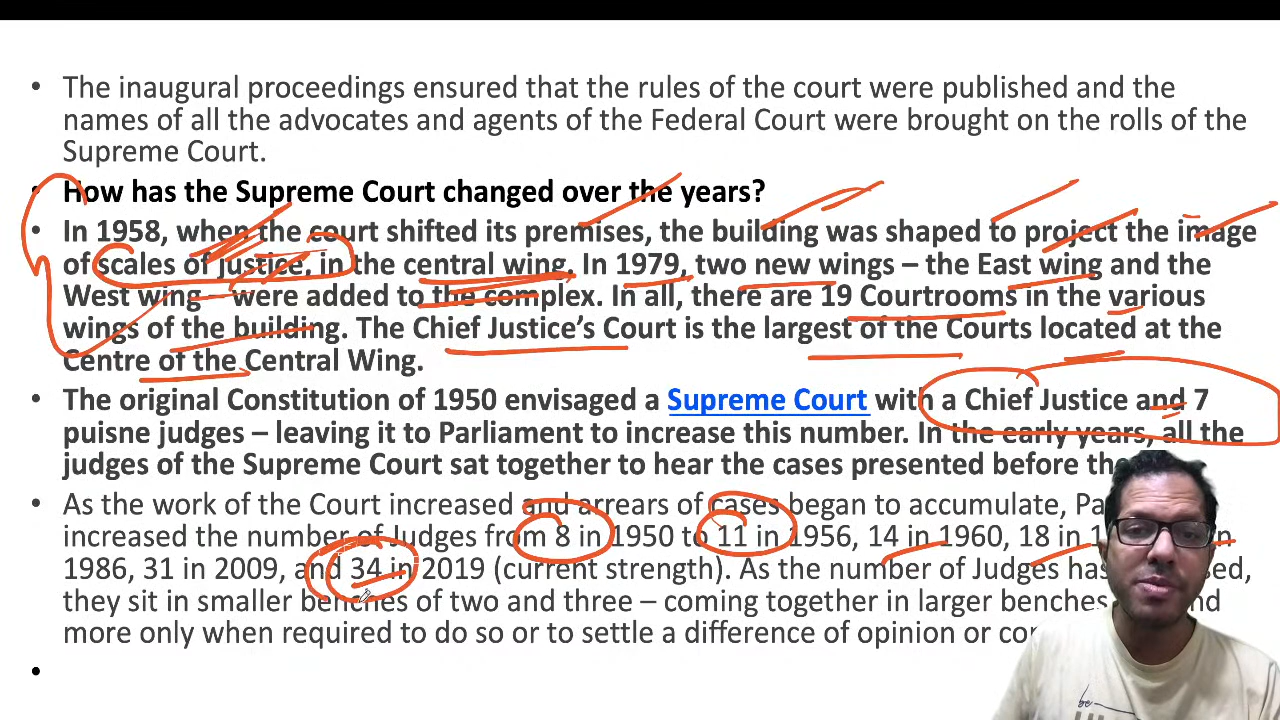 • The inaugural proceedings ensured that the rules of the court were published and the
names of all the advocates and agents of the Federal Court were brought on the rolls of the
Supreme Court.
• How has the Supreme Court changed over the years?
• In 1958, when the court shifted its premises, the building was shaped to project the image
of scales of justice, in the central wing. In 1979, two new wings – the East wing and the
West wing – were added to the complex. In all, there are 19 Courtrooms in the various
wings of the building. The Chief Justice's Court is the largest of the Courts located at the
Centre of the Central Wing.
• The original Constitution of 1950 envisaged a Supreme Court with a Chief Justice and 7
puisne judges – leaving it to Parliament to increase this number. In the early years, all the
judges of the Supreme Court sat together to hear the cases presented before
• As the work of the Court increased and arrears of cases began to accumulate,
increased the number of Judges from 8 in 1950 to 11 in 1956, 14 in 1960, 18 in in
1986, 31 in 2009, and 34 in 2019 (current strength). As the number of Judges has
they sit in smaller benches of two and three – coming together in larger benches
more only when required to do so or to settle a difference of opinion or
•
be